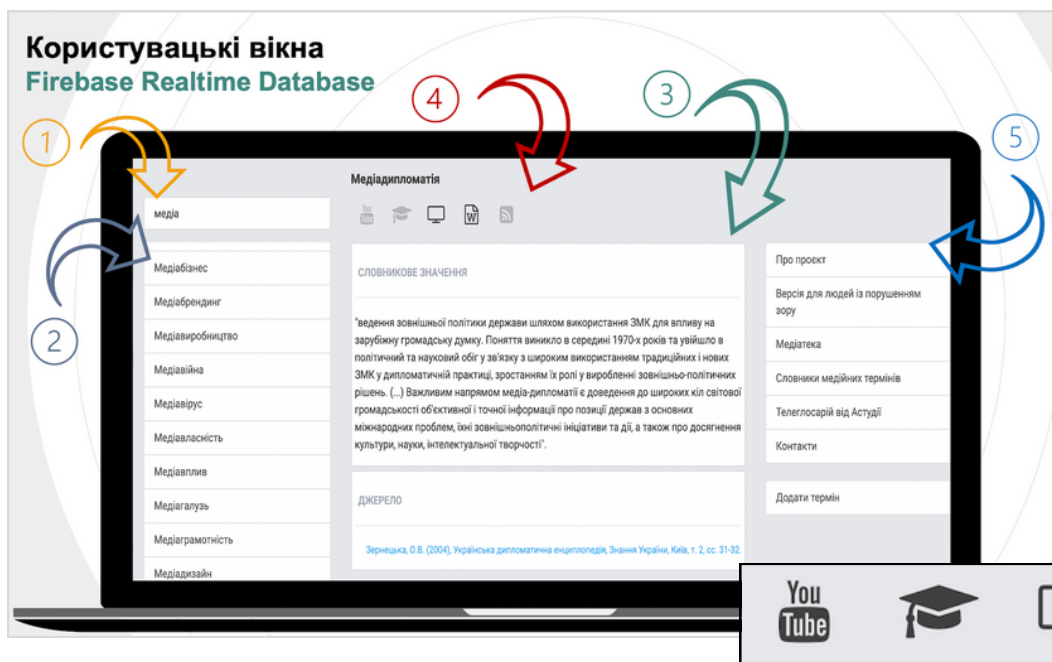 Користувацькі вікна
Firebase Realtime Database
1
2
3
4
5
медіа
Медіабізнес
Медіабрендинг
Медіавиробництво
Медіавійна
Медіавірус
Медіавласність
Медіавплив
Медіагалузь
Медіаграмотність
Медіадизайн
Медіадипломатія
You
Tube
W
СЛОВНИКОВЕ ЗНАЧЕННЯ
"ведення зовнішньої політики держави шляхом використання ЗМК для впливу на
зарубіжну громадську думку. Поняття виникло в середині 1970-х років та увійшло в
політичний та науковий обіг у зв'язку з широким використанням традиційних і нових
ЗМК у дипломатичній практиці, зростанням їх ролі у виробленні зовнішньо-політичних
рішень. (...) Важливим напрямом медіа-дипломатії є доведення до широких кіл світової
громадськості об'єктивної і точної інформації про позиції держав з основних
міжнародних проблем, їхні зовнішньополітичні ініціативи та дії, а також про досягнення
культури, науки, інтелектуальної творчості".
ДЖЕРЕЛО
Зернецька, О.В. (2004), Українська дипломатична енциплопедія, Знання України, Київ, т. 2, сс. 31-32.
Про проєкт
Версія для людей із порушенням
зору
Медіатека
Словники медійних термінів
Телеглосарій від Астудії
Контакти
Додати термін
You
Tube